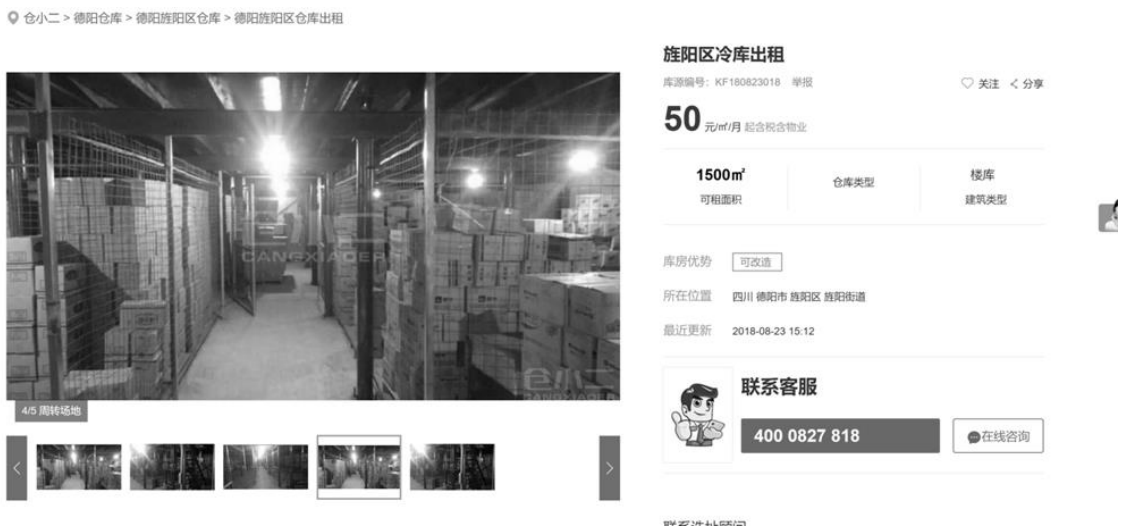 仓小二 > 德阳仓库 > 德阳旌阳区仓库 > 德阳旌阳区仓库出租
旌阳区冷库出租
库源编号: KF180823018 举报
关注 分享
50 元/㎡/月 起含税含物业
1500㎡ 仓库类型 楼库
可租面积 建筑类型
库房优势 可改造
所在位置 四川 德阳市 旌阳区 旌阳街道
最近更新 2018-08-23 15:12
CANGXIAOER
仓小二
CANGXIAOER
4/5 周转场地
联系客服
400 0827 818 在线咨询